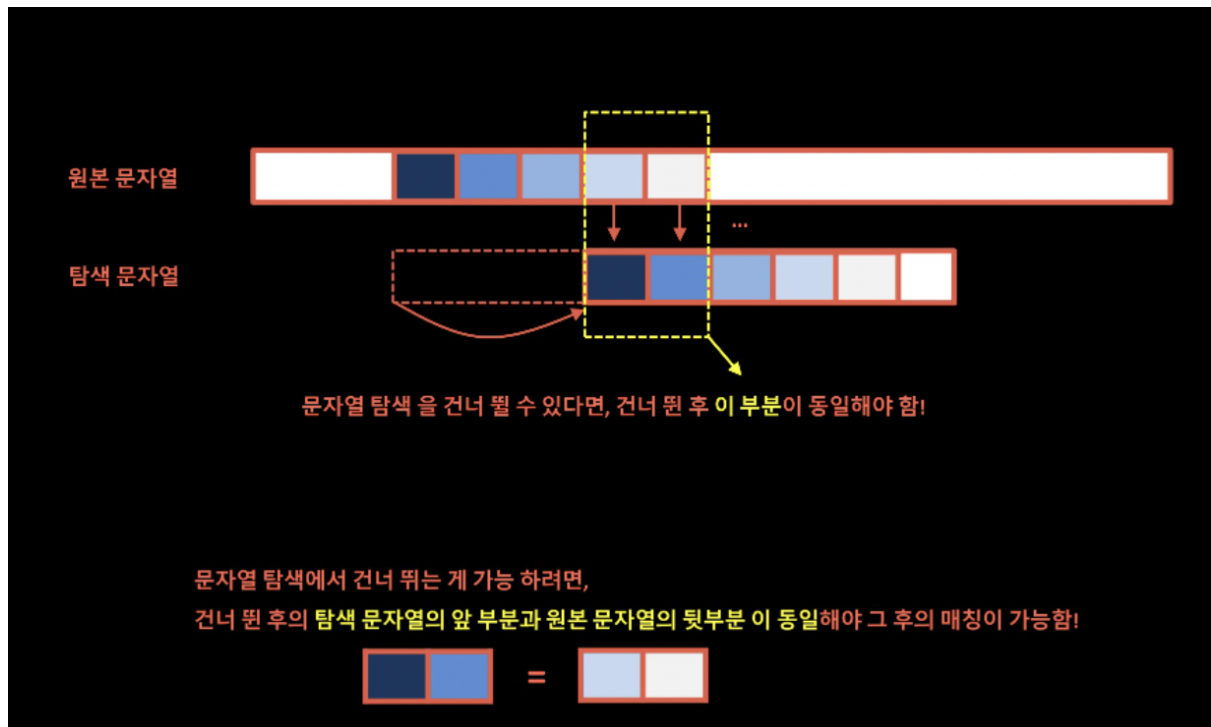 원본 문자열
...
탐색 문자열
문자열 탐색 을 건너 뛸 수 있다면, 건너 뛴 후 이 부분이 동일해야 함!
문자열 탐색에서 건너 뛰는 게 가능 하려면,
건너 뛴 후의 탐색 문자열의 앞 부분과 원본 문자열의 뒷부분 이 동일해야 그 후의 매칭이 가능함!
=